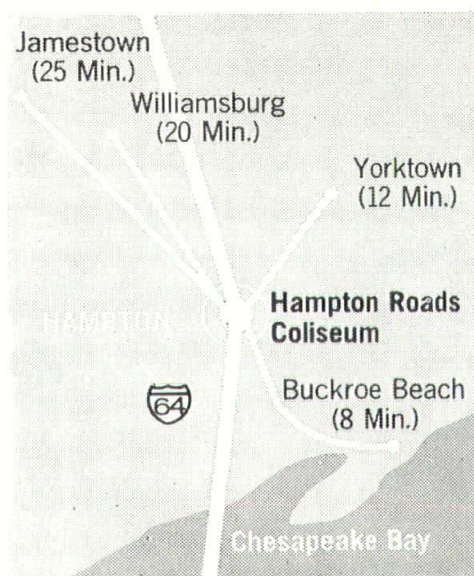 Jamestown
(25 Min.)
Williamsburg
(20 Min.)
Yorktown
(12 Min.)
HAMPTON
Hampton Roads
Coliseum
64
Buckroe Beach
(8 Min.)
Chesapeake Bay